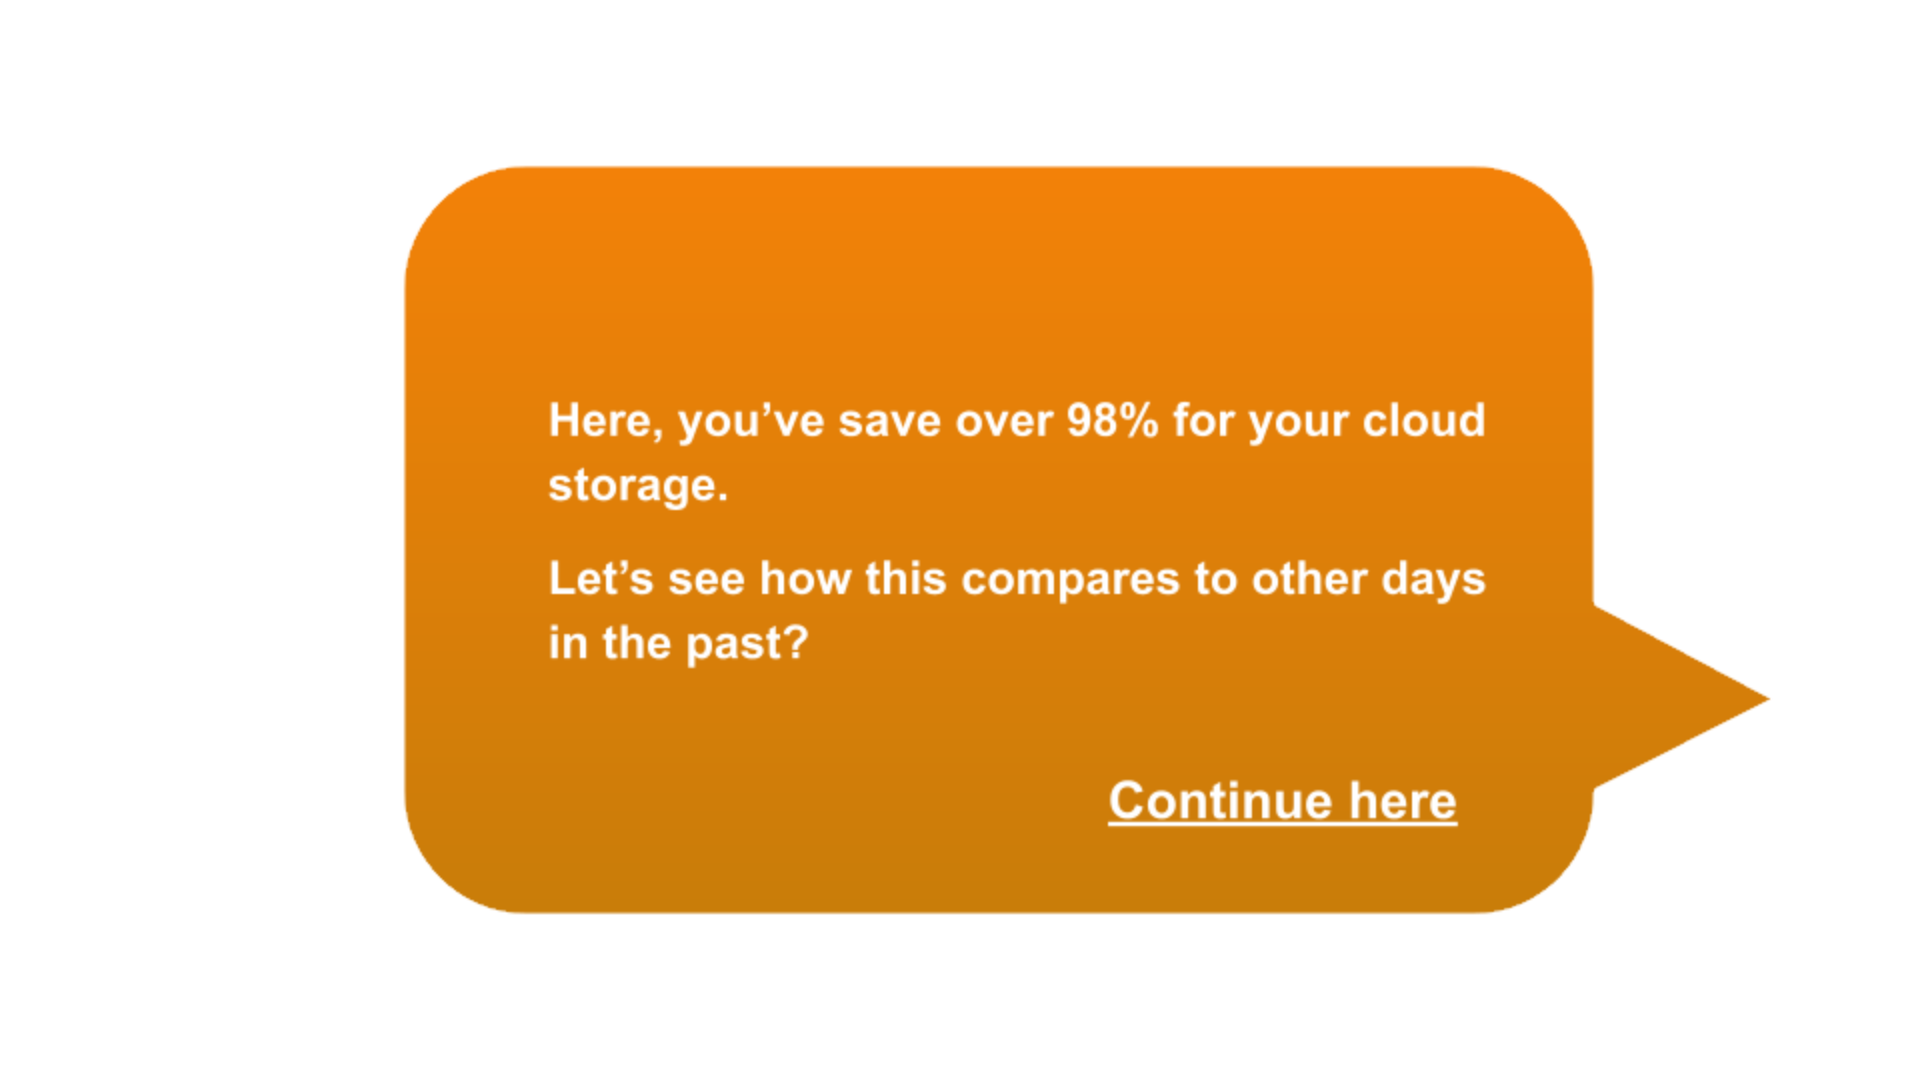 Here, you’ve save over 98% for your cloud
storage.
Let’s see how this compares to other days
in the past?
Continue here